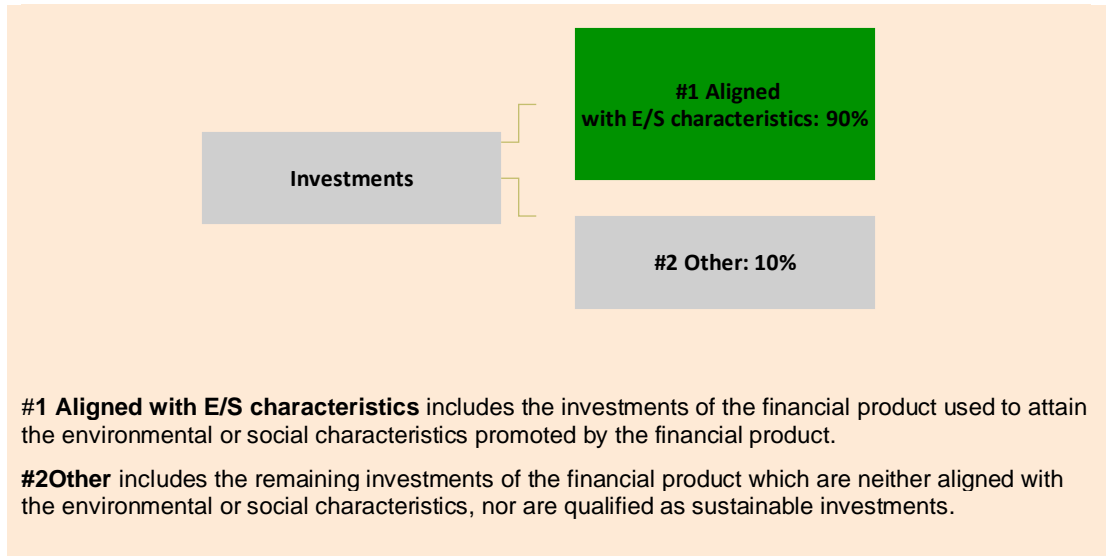 #1 Aligned
with E/S characteristics: 90%
Investments
#2 Other: 10%
#1 Aligned with E/S characteristics includes the investments of the financial product used to attain
the environmental or social characteristics promoted by the financial product.
#2Other includes the remaining investments of the financial product which are neither aligned with
the environmental or social characteristics, nor are qualified as sustainable investments.